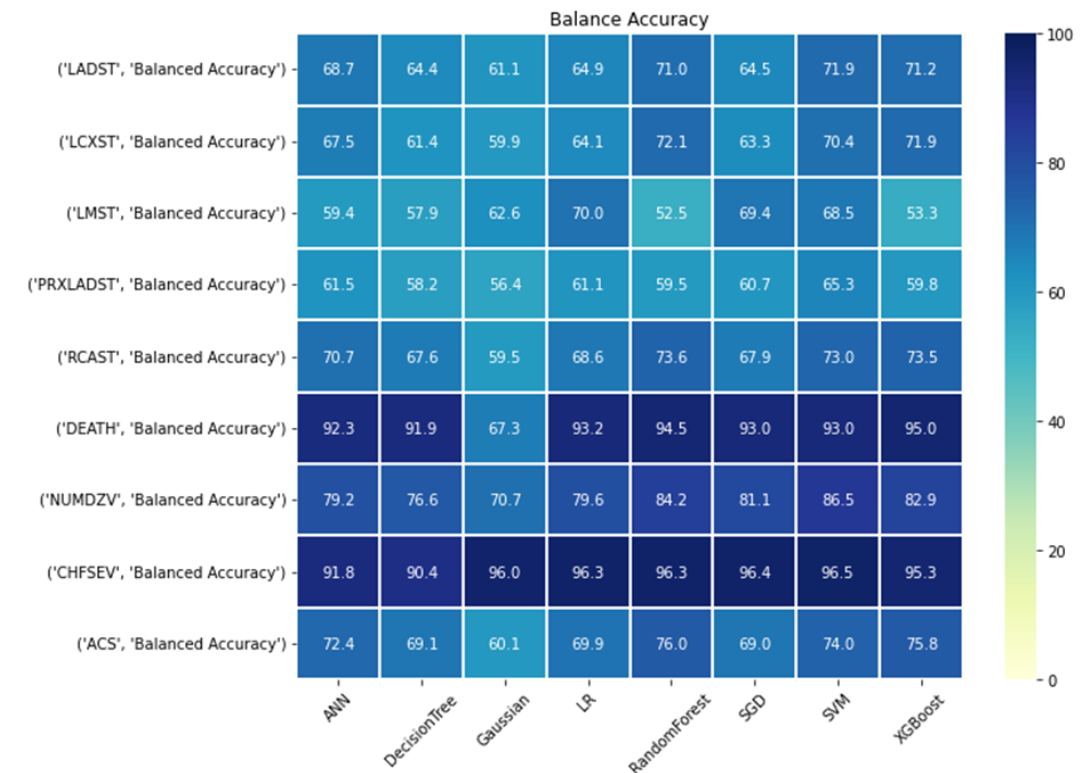 Balance Accuracy
('LADST', 'Balanced Accuracy') 68.7 64.4 61.1 64.9 71.0 64.5 71.9 71.2
('LCXST', 'Balanced Accuracy') 67.5 61.4 59.9 64.1 72.1 63.3 70.4 71.9
('LMST', 'Balanced Accuracy') 59.4 57.9 62.6 70.0 52.5 69.4 68.5 53.3
('PRXLADST', 'Balanced Accuracy') 61.5 58.2 56.4 61.1 59.5 60.7 65.3 59.8
('RCAST', 'Balanced Accuracy') 70.7 67.6 59.5 68.6 73.6 67.9 73.0 73.5
('DEATH', 'Balanced Accuracy') 92.3 91.9 67.3 93.2 94.5 93.0 93.0 95.0
('NUMDZV', 'Balanced Accuracy') 79.2 76.6 70.7 79.6 84.2 81.1 86.5 82.9
('CHFSEV', 'Balanced Accuracy') 91.8 90.4 96.0 96.3 96.3 96.4 96.5 95.3
('ACS', 'Balanced Accuracy') 72.4 69.1 60.1 69.9 76.0 69.0 74.0 75.8
ANN DecisionTree Gaussian LR RandomForest SGD SVM XGBoost
100
80
60
40
20
0